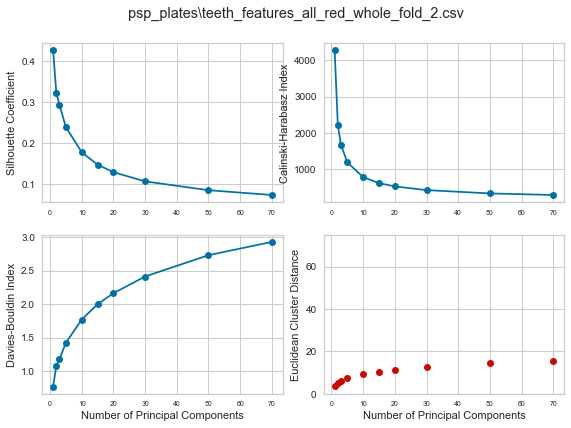 psp_plates\teeth_features_all_red_whole_fold_2.csv
Silhouette Coefficient
0.4
0.3
0.2
0.1
0 10 20 30 40 50 60 70
Calinski-Harabasz-Index
4000
3000
2000
1000
0 10 20 30 40 50 60 70
Davies-Bouldin Index
3.0
2.5
2.0
1.5
1.0
0 10 20 30 40 50 60 70
Number of Principal Components
Euclidean Cluster Distance
60
40
20
0
0 10 20 30 40 50 60 70
Number of Principal Components